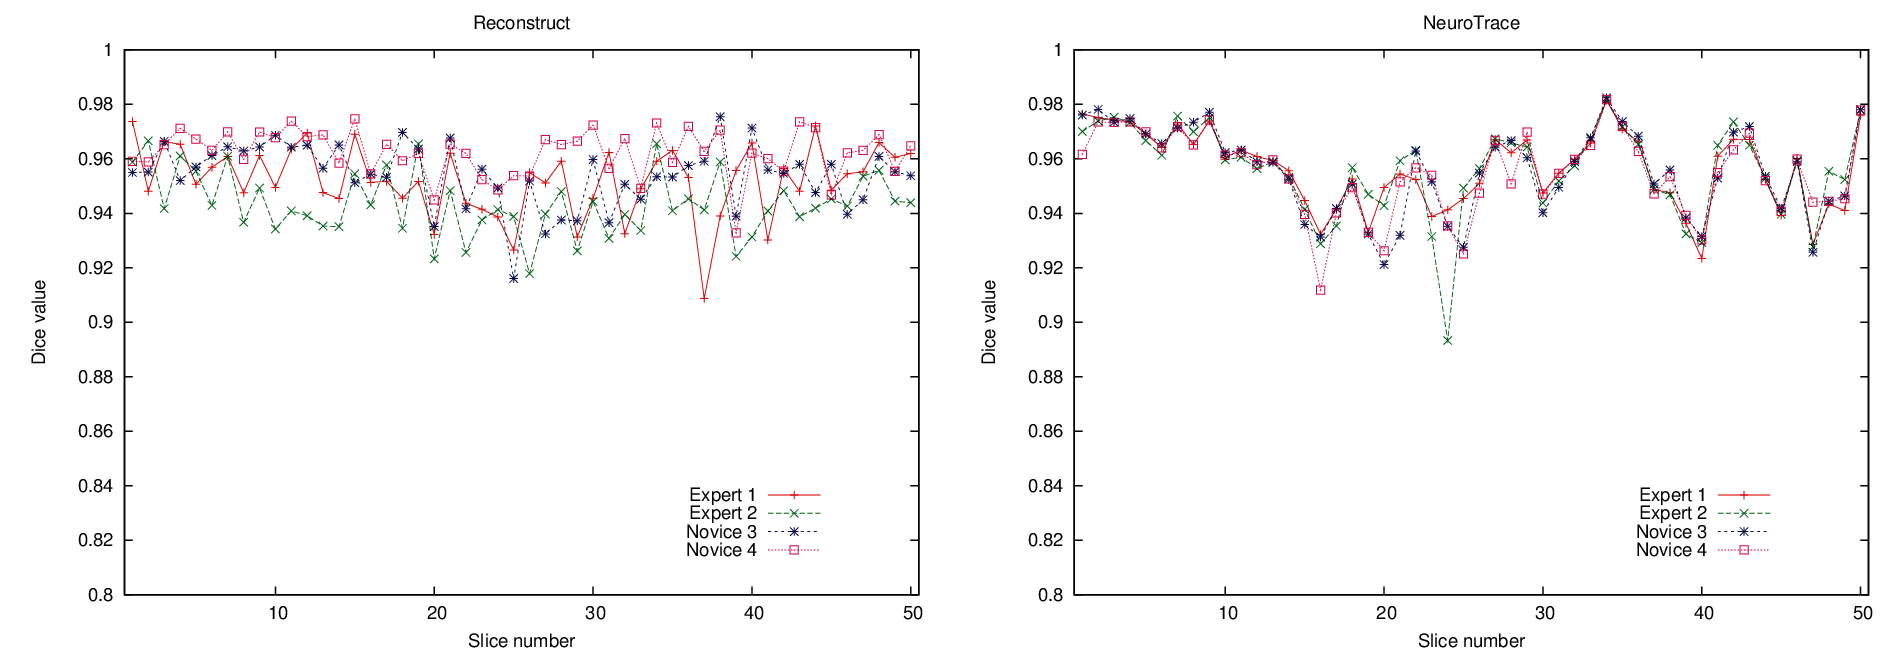 Reconstruct
1
0.98
0.96
0.94
0.92
0.9
0.88
0.86
0.84
0.82
0.8
Dice value
Expert 1
Expert 2
Novice 3
Novice 4
10 20 30 40 50
Slice number
NeuroTrace
1
0.98
0.96
0.94
0.92
0.9
0.88
0.86
0.84
0.82
0.8
Dice value
Expert 1
Expert 2
Novice 3
Novice 4
10 20 30 40 50
Slice number